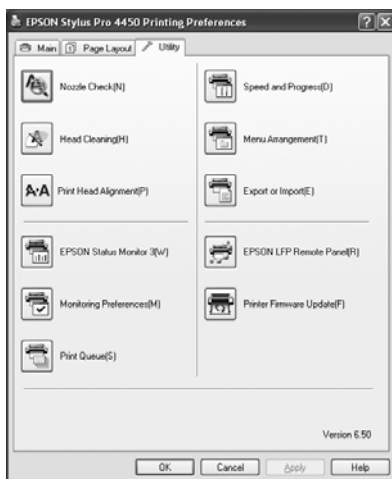 EPSON Stylus Pro 4450 Printing Preferences
Main
Page Layout
Utility
Nozzle Check(N)
Speed and Progress(D)
Head Cleaning(H)
Menu Arrangement(T)
A·A
Print Head Alignment(P)
Export or Import(E)
EPSON Status Monitor 3(W)
EPSON LFP Remote Panel(R)
Monitoring Preferences(M)
Printer Firmware Update(F)
Print Queue(S)
Version 6.50
OK
Cancel
Apply
Help